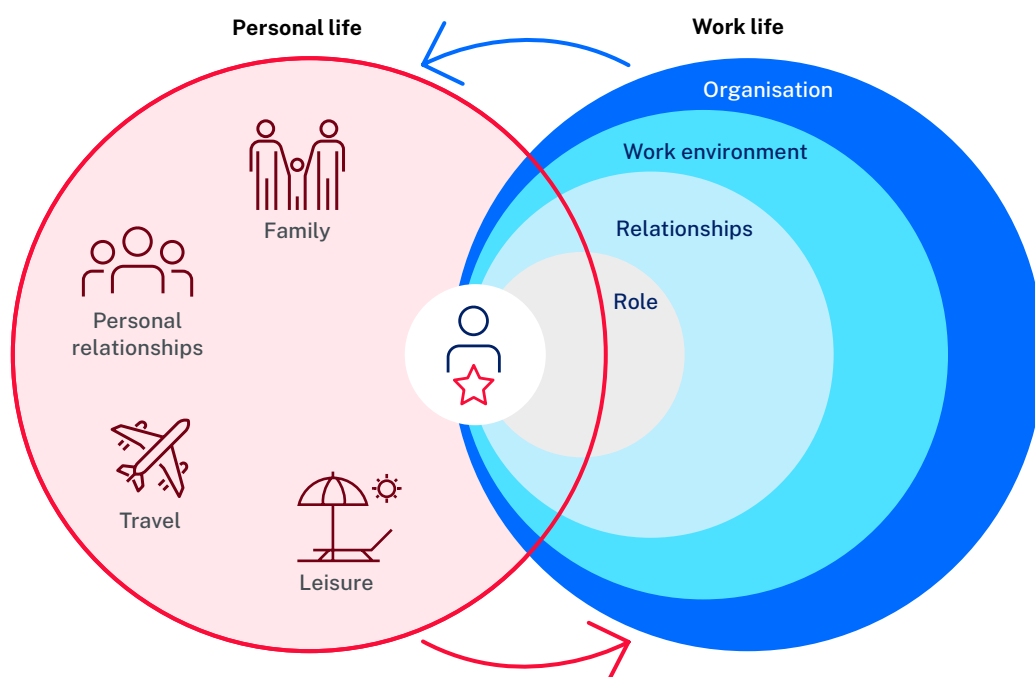 Personal life
Work life
Organisation
Work environment
Family
Relationships
Role
Personal
relationships
Travel
Leisure